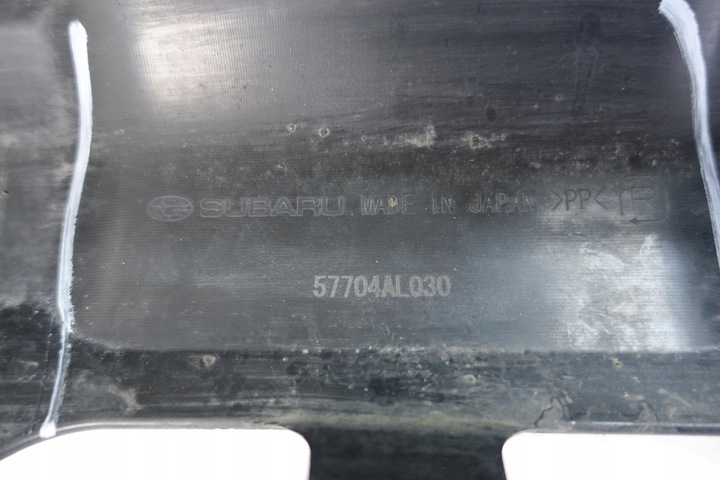 SUBARU MADE IN JAPAN >PP< R
57704AL030